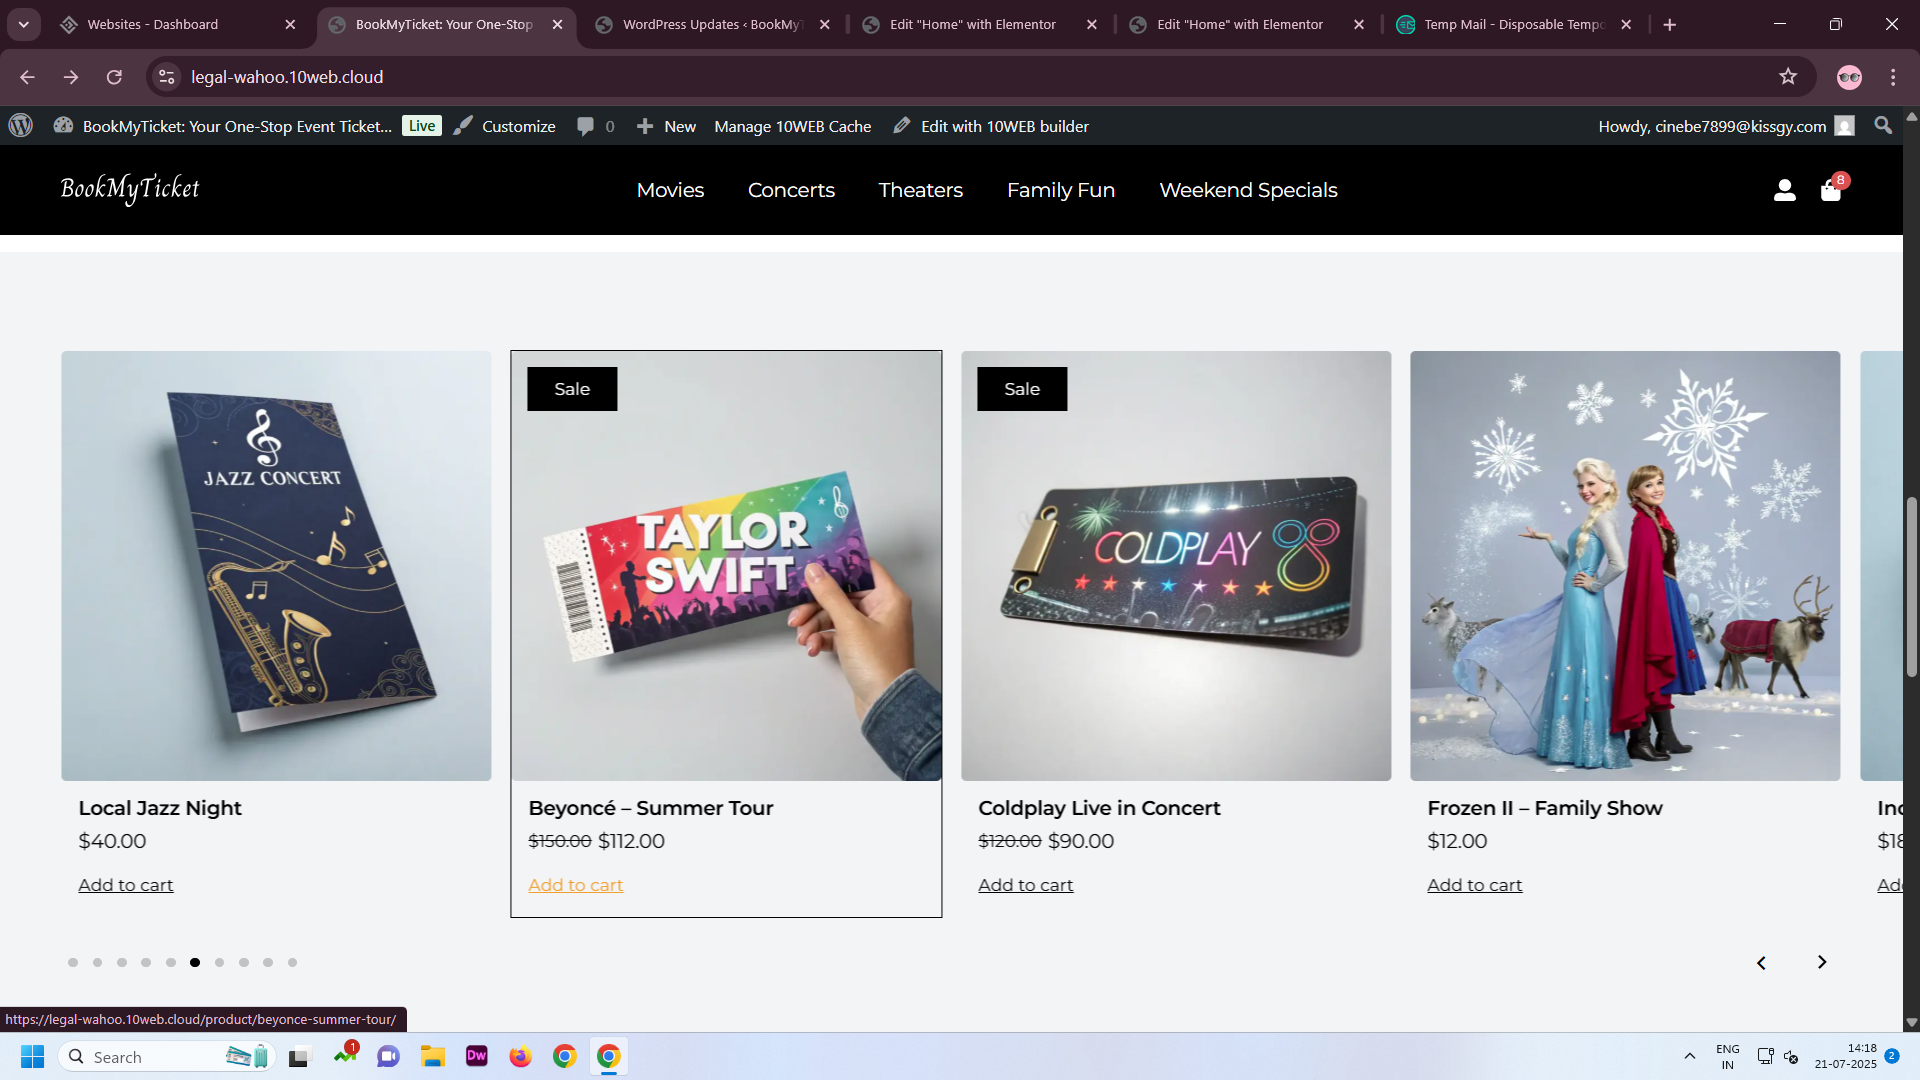 Websites - Dashboard
BookMyTicket: Your One-Stop
WordPress Updates ‹ BookMyT
Edit "Home" with Elementor
Edit "Home" with Elementor
Temp Mail - Disposable Tempo
legal-wahoo.10web.cloud
BookMyTicket: Your One-Stop Event Ticket... Live Customize 0 New Manage 10WEB Cache Edit with 10WEB builder
Howdy, cinebe7899@kissgy.com
BookMyTicket
Movies Concerts Theaters Family Fun Weekend Specials
8
JAZZ CONCERT
Sale
TAYLOR
SWIFT
Sale
COLDPLAY
Local Jazz Night
$40.00
Add to cart
Beyoncé – Summer Tour
$150.00 $112.00
Add to cart
Coldplay Live in Concert
$120.00 $90.00
Add to cart
Frozen II – Family Show
$12.00
Add to cart
Inc
$18
Ad
https://legal-wahoo.10web.cloud/product/beyonce-summer-tour/
Search
1
Dw
ENG
IN
14:18
21-07-2025
2